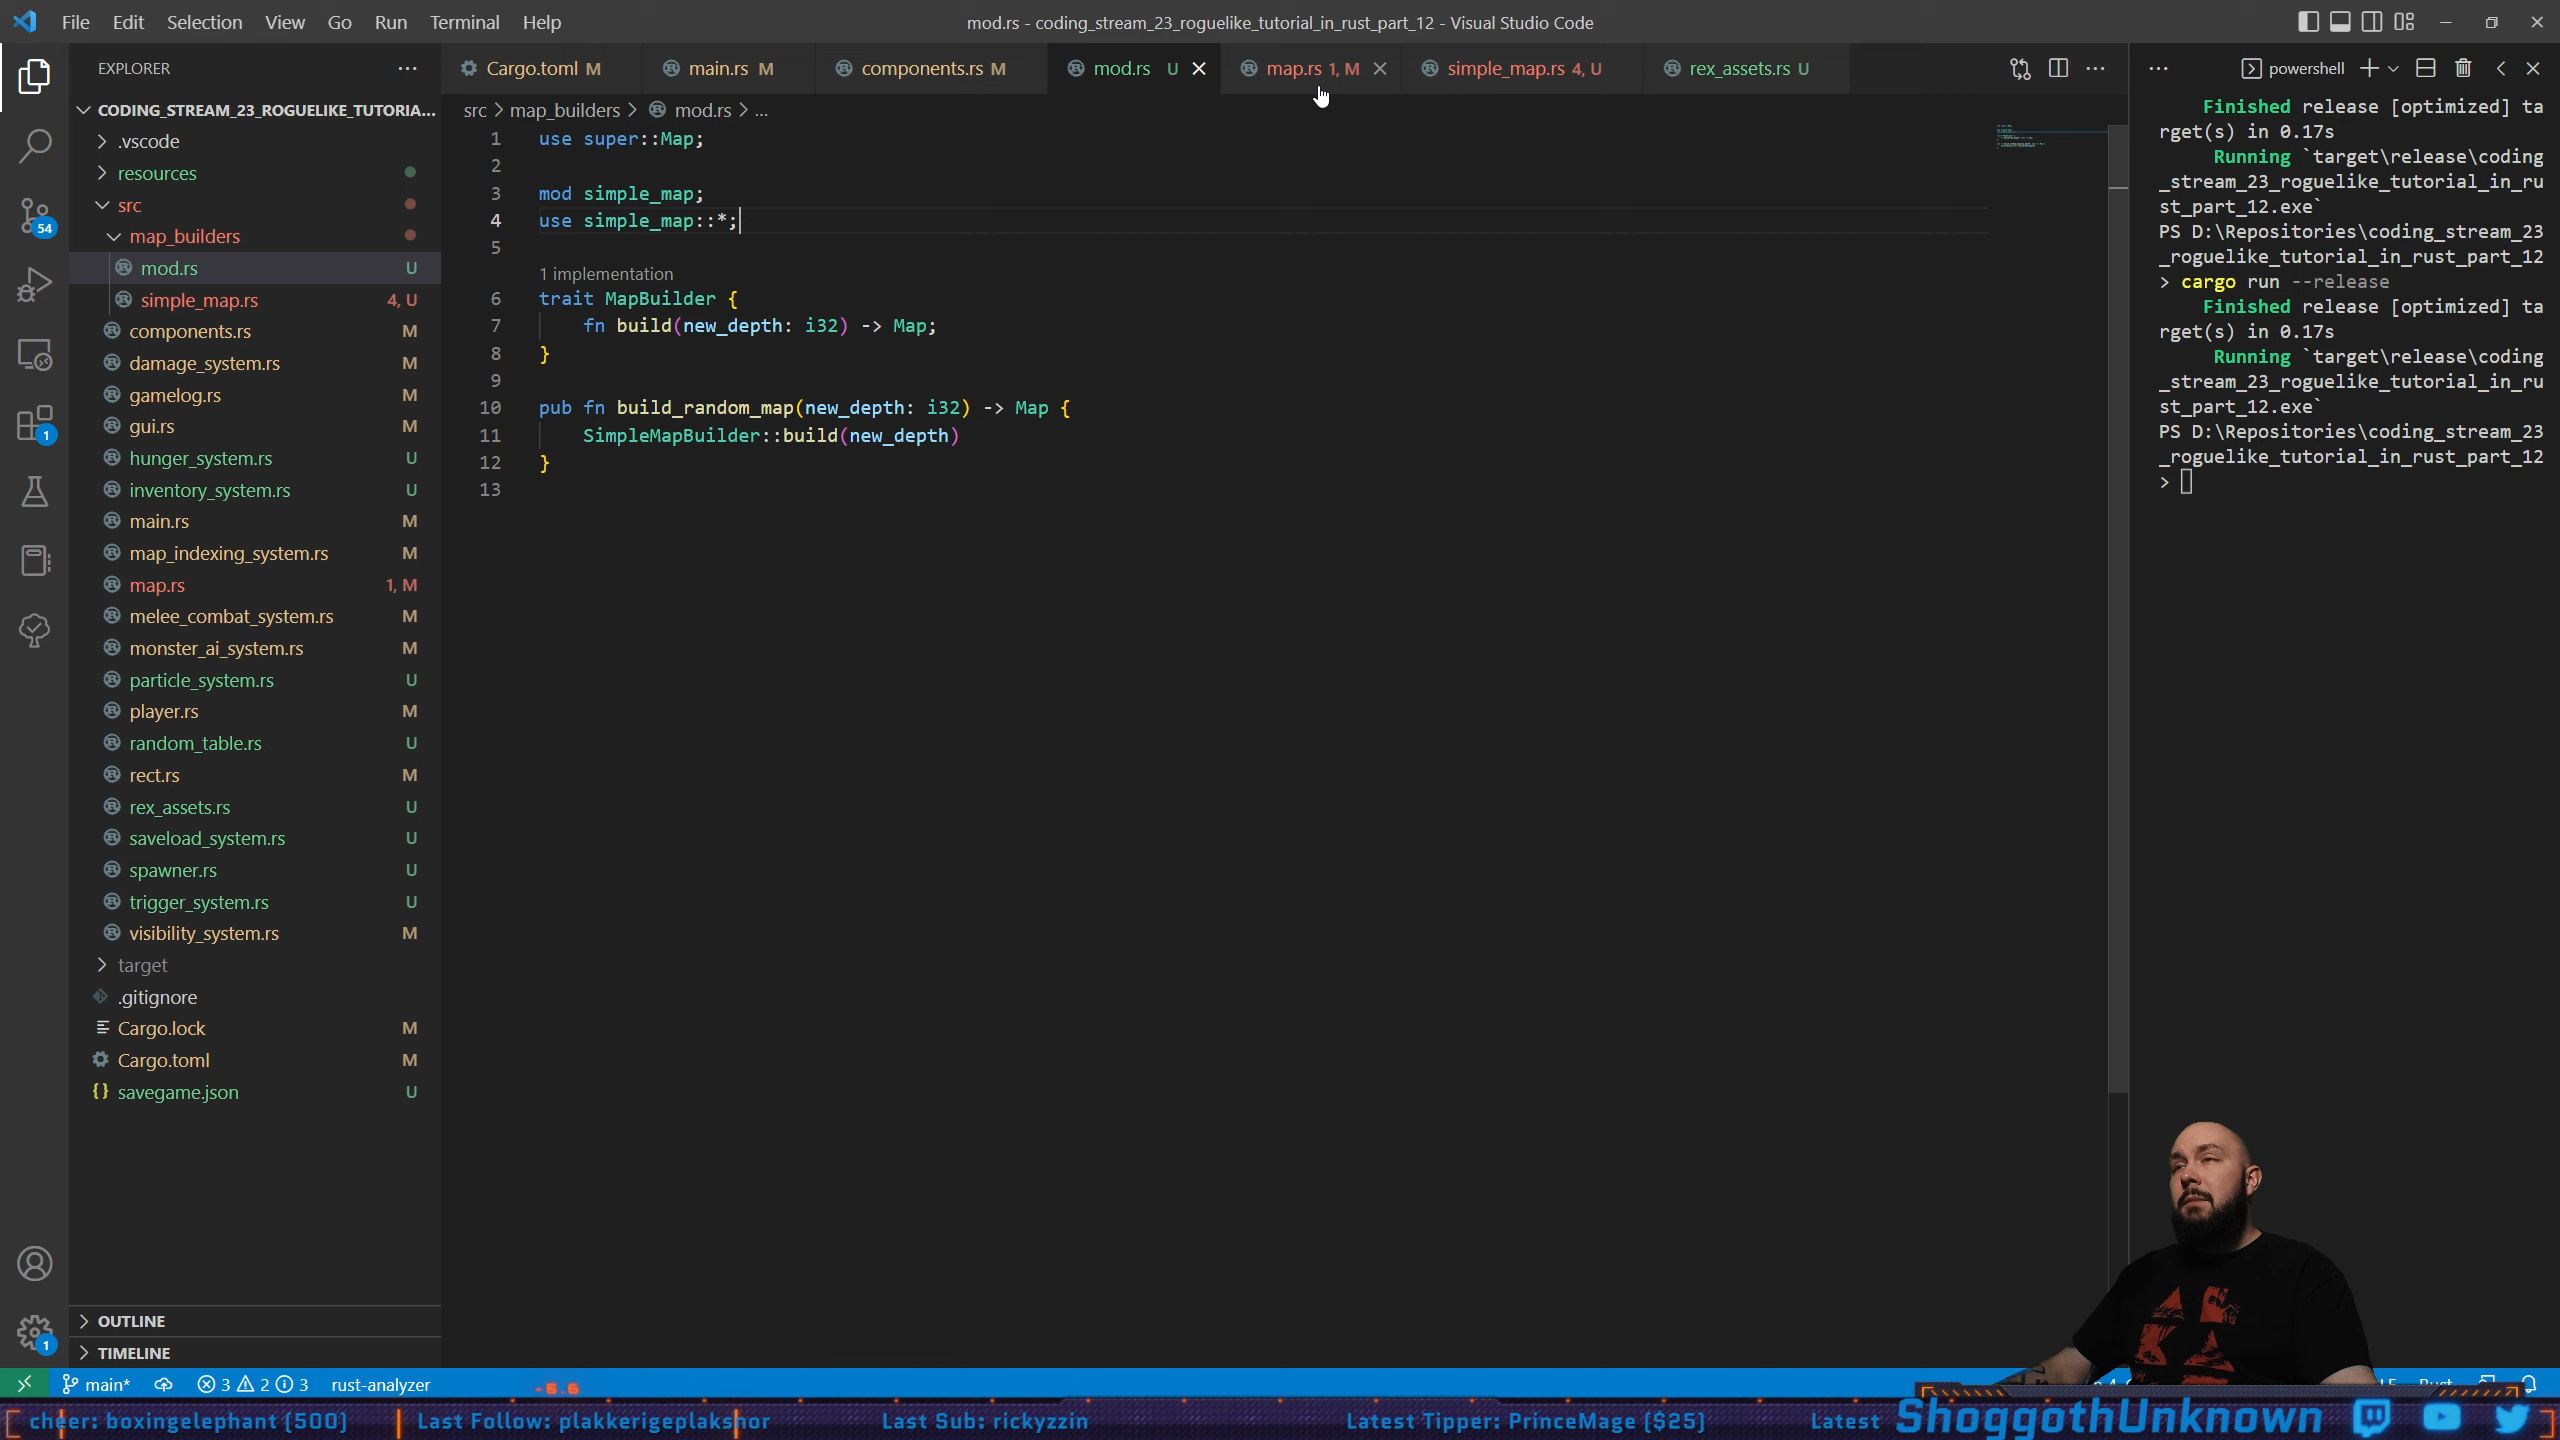 File Edit Selection View Go Run Terminal Help
mod.rs - coding_stream_23_roguelike_tutorial_in_rust_part_12 - Visual Studio Code
EXPLORER
CODING_STREAM_23_ROGUELIKE_TUTORIA...
.vscode
resources
src
map_builders
mod.rs U
simple_map.rs 4, U
components.rs M
damage_system.rs M
gamelog.rs M
gui.rs M
hunger_system.rs U
inventory_system.rs U
main.rs M
map_indexing_system.rs M
map.rs 1, M
melee_combat_system.rs M
monster_ai_system.rs M
particle_system.rs U
player.rs M
random_table.rs U
rect.rs M
rex_assets.rs U
saveload_system.rs U
spawner.rs U
trigger_system.rs U
visibility_system.rs M
target
.gitignore
Cargo.lock M
Cargo.toml M
savegame.json U
OUTLINE
TIMELINE
54
1
1
Cargo.toml M main.rs M components.rs M mod.rs U map.rs 1, M simple_map.rs 4, U rex_assets.rs U
src > map_builders > mod.rs > ...
1 use super::Map;
2
3 mod simple_map;
4 use simple_map::*;
5
1 implementation
6 trait MapBuilder {
7 fn build(new_depth: i32) -> Map;
8 }
9
10 pub fn build_random_map(new_depth: i32) -> Map {
11 SimpleMapBuilder::build(new_depth)
12 }
13
powershell
Finished release [optimized] ta
rget(s) in 0.17s
Running `target\release\coding
_stream_23_roguelike_tutorial_in_ru
st_part_12.exe`
PS D:\Repositories\coding_stream_23
_roguelike_tutorial_in_rust_part_12
> cargo run --release
Finished release [optimized] ta
rget(s) in 0.17s
Running `target\release\coding
_stream_23_roguelike_tutorial_in_ru
st_part_12.exe`
PS D:\Repositories\coding_stream_23
_roguelike_tutorial_in_rust_part_12
>
main* 3 2 3 rust-analyzer
cheer: boxingelephant (500) Last Follow: plakkerigeplakshor Last Sub: rickyzzin Latest Tipper: PrinceMage ($25) Latest ShoggothUnknown